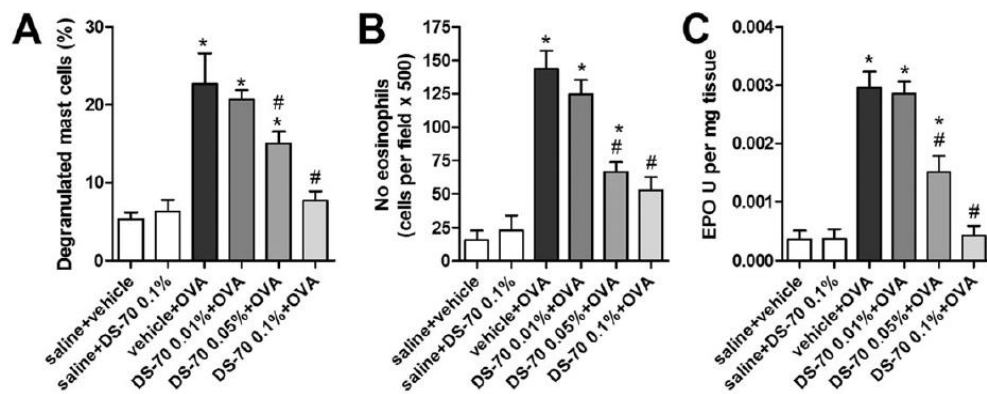 A
Degranulated mast cells (%)
30
20
10
0
*
*
#
*
#
saline+vehicle
saline+DS-70 0.1%
vehicle+OVA
DS-70 0.01%+OVA
DS-70 0.05%+OVA
DS-70 0.1%+OVA
B
No eosinophils
(cells per field x 500)
175
150
125
100
75
50
25
0
*
*
*
#
#
saline+vehicle
saline+DS-70 0.1%
vehicle+OVA
DS-70 0.01%+OVA
DS-70 0.05%+OVA
DS-70 0.1%+OVA
C
EPO U per mg tissue
0.004
0.003
0.002
0.001
0.000
*
*
*
#
#
saline+vehicle
saline+DS-70 0.1%
vehicle+OVA
DS-70 0.01%+OVA
DS-70 0.05%+OVA
DS-70 0.1%+OVA